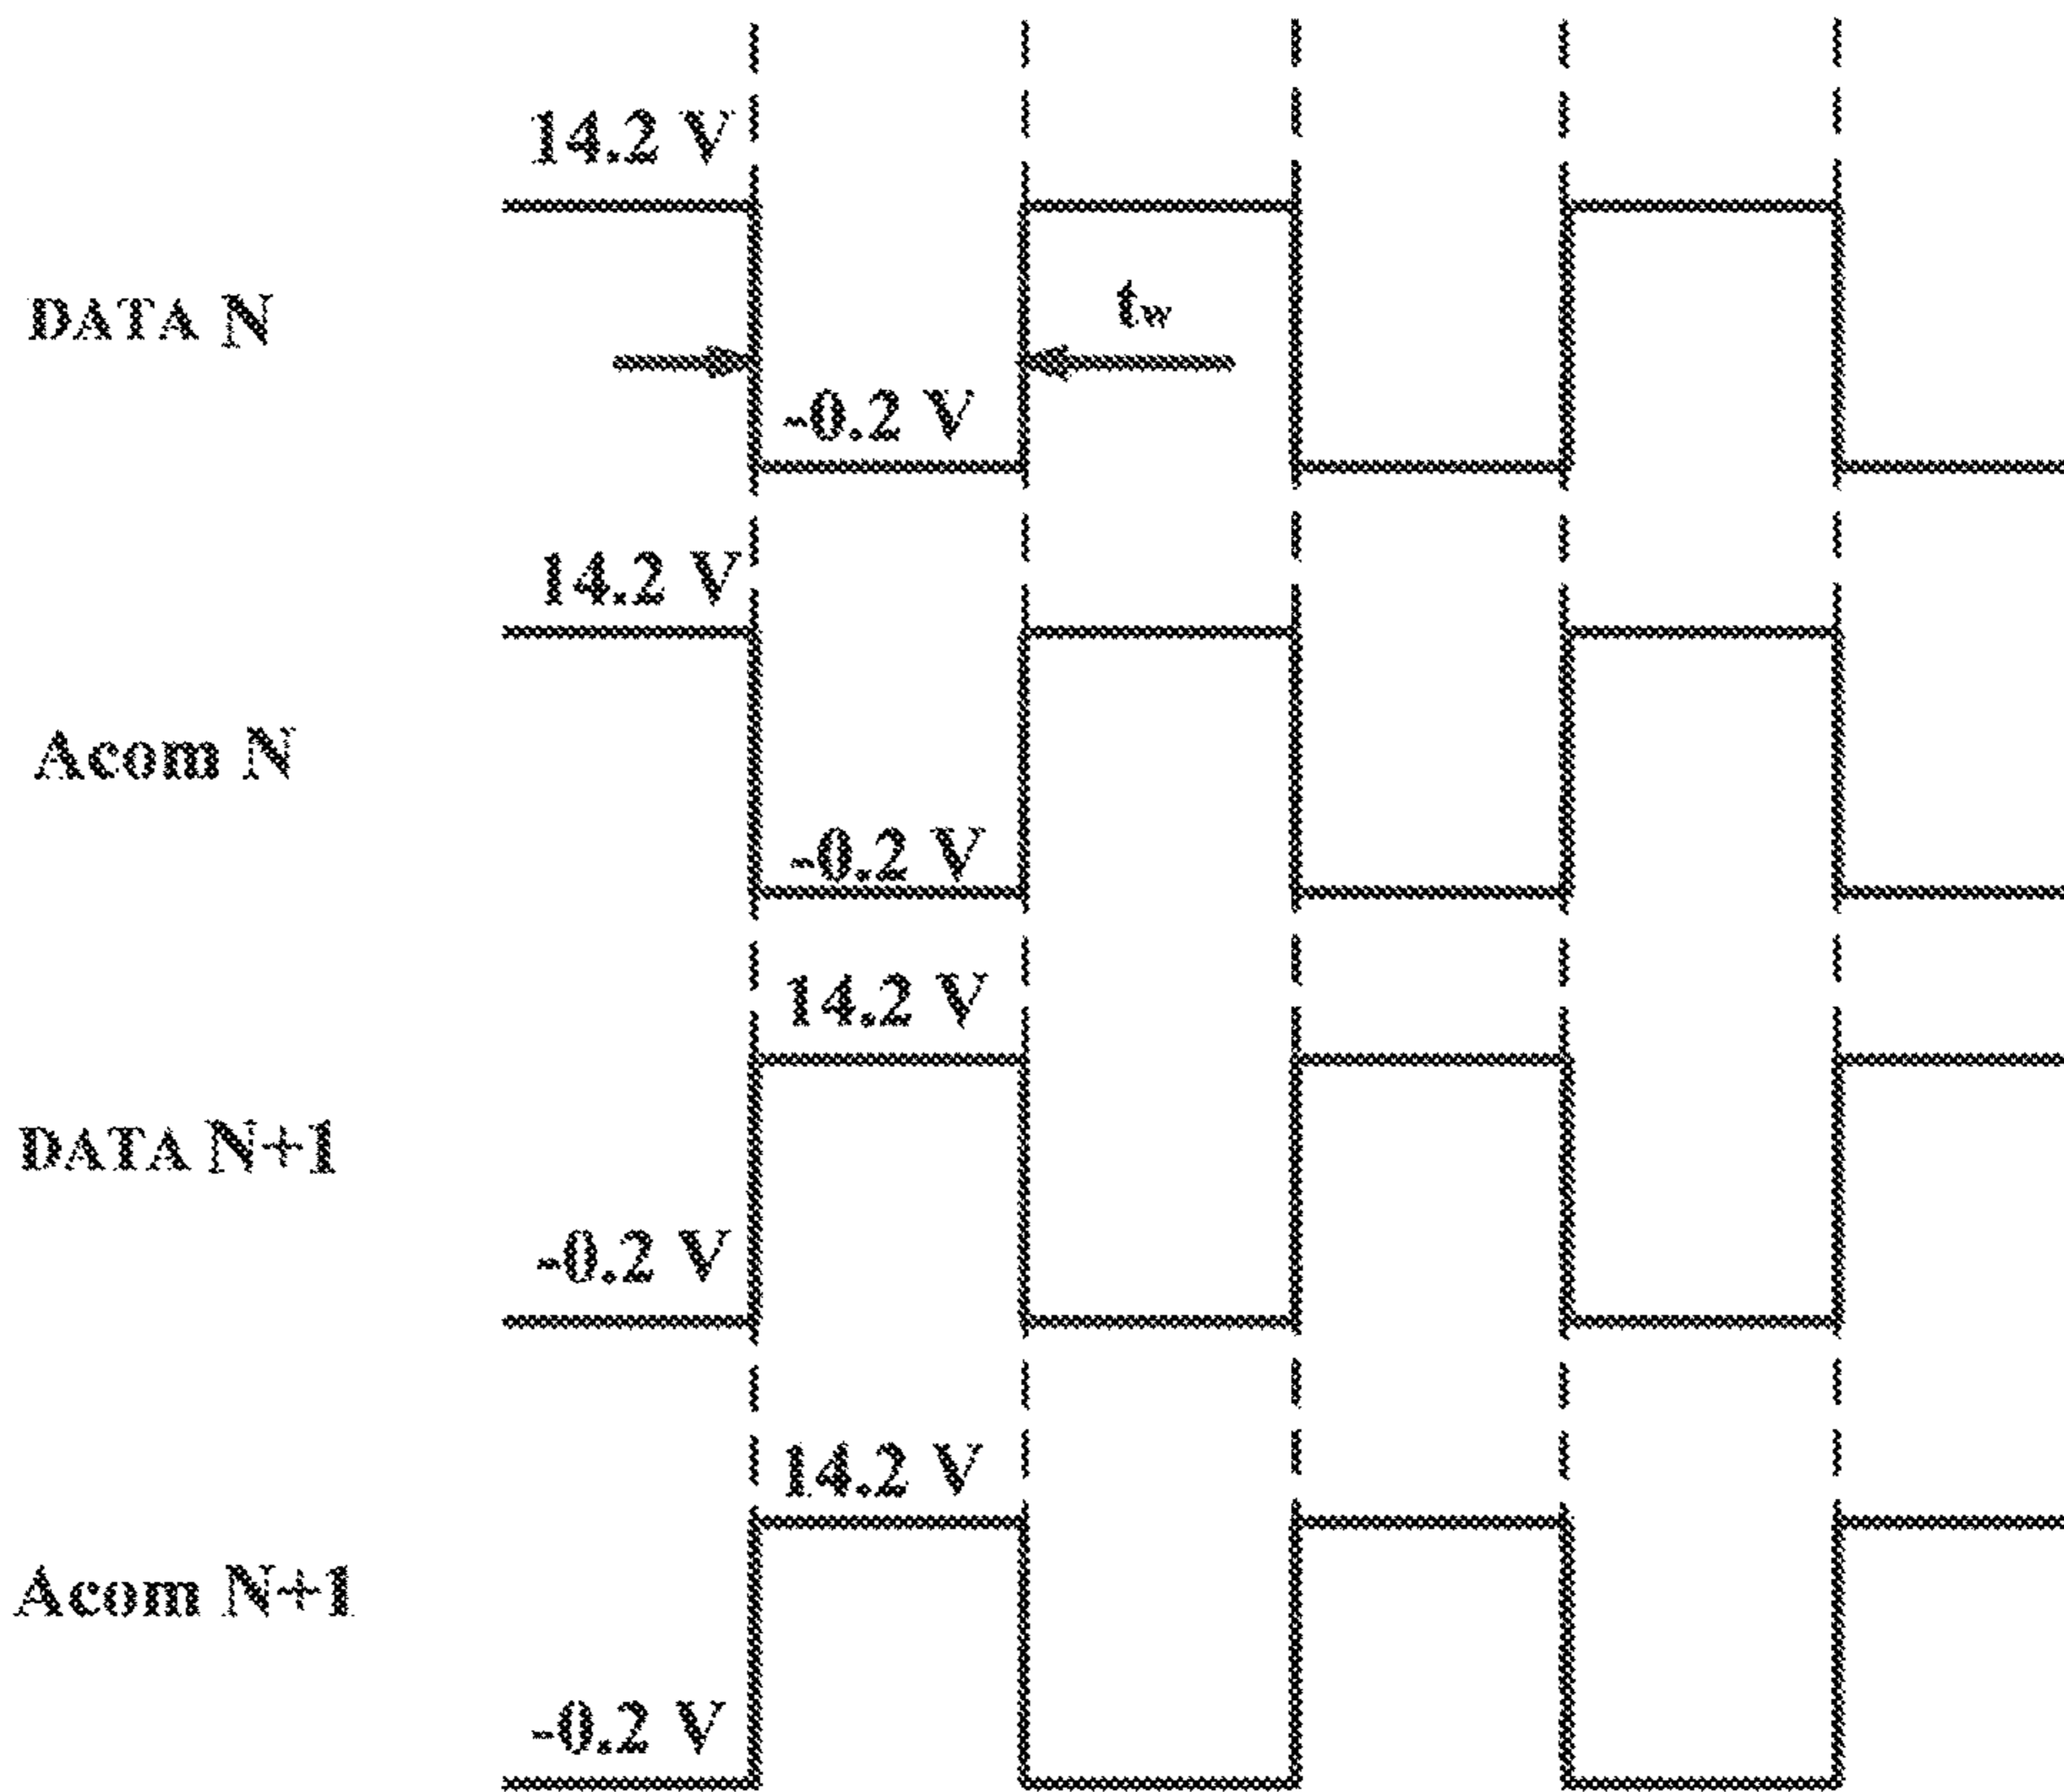 14.2 V
DATA N
tw
-0.2 V
14.2 V
Acom N
-0.2 V
14.2 V
DATA N+1
-0.2 V
14.2 V
Acom N+1
-0.2 V